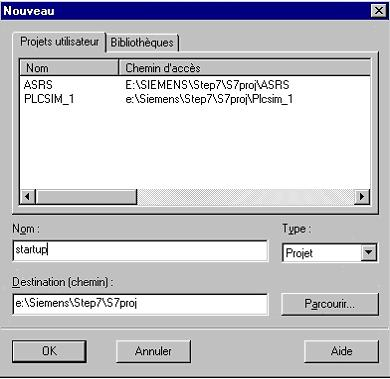 Nouveau
Projets utilisateur Bibliothèques
Nom Chemin d'accès
ASRS E:\SIEMENS\Step7\S7proj\ASRS
PLCSIM_1 e:\Siemens\Step7\S7proj\Plcsim_1
Nom : Type :
startup Projet
Destination (chemin) :
e:\Siemens\Step7\S7proj Parcourir...
OK Annuler Aide